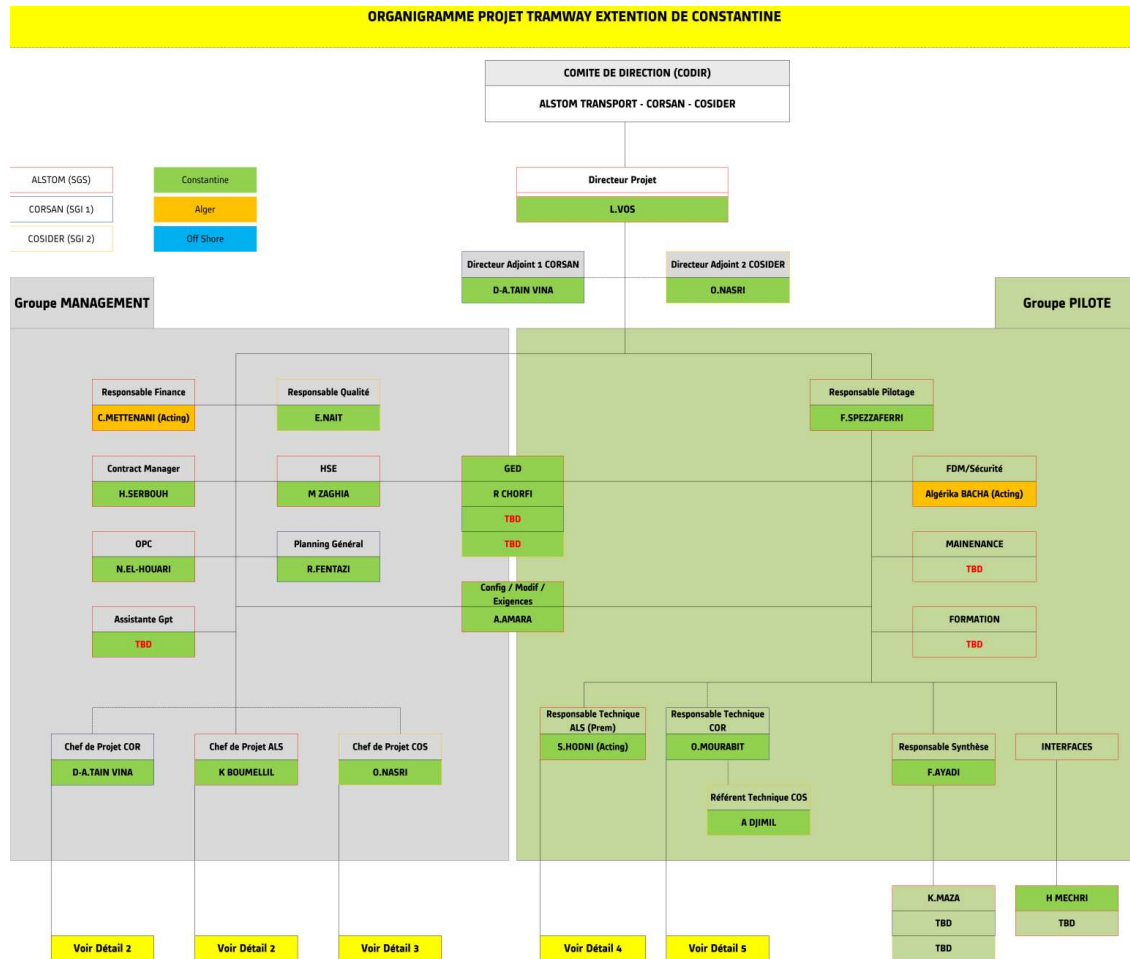 ORGANIGRAMME PROJET TRAMWAY EXTENTION DE CONSTANTINE
COMITE DE DIRECTION (CODIR)
ALSTOM TRANSPORT - CORSAN - COSIDER
ALSTOM (SGS)
Constantine
CORSAN (SGI 1)
Alger
COSIDER (SGI 2)
Off Shore
Directeur Projet
L.VOS
Directeur Adjoint 1 CORSAN
D-A.TAIN VINA
Directeur Adjoint 2 COSIDER
O.NASRI
Groupe MANAGEMENT
Groupe PILOTE
Responsable Finance
C.METTENANI (Acting)
Responsable Qualité
E.NAIT
Responsable Pilotage
F.SPEZZAFERRI
Contract Manager
H.SERBOUH
HSE
M ZAGHIA
GED
R CHORFI
TBD
TBD
FDM/Sécurité
Algérika BACHA (Acting)
OPC
N.EL-HOUARI
Planning Général
R.FENTAZI
MAINENANCE
TBD
Config / Modif /
Exigences
A.AMARA
Assistante Gpt
TBD
FORMATION
TBD
Chef de Projet COR
D-A.TAIN VINA
Chef de Projet ALS
K BOUMELLIL
Chef de Projet COS
O.NASRI
Responsable Technique
ALS (Prem)
S.HODNI (Acting)
Responsable Technique
COR
O.MOURABIT
Référent Technique COS
A DJIMIL
Responsable Synthèse
F.AYADI
INTERFACES
K.MAZA
TBD
TBD
H MECHRI
TBD
Voir Détail 2
Voir Détail 2
Voir Détail 3
Voir Détail 4
Voir Détail 5